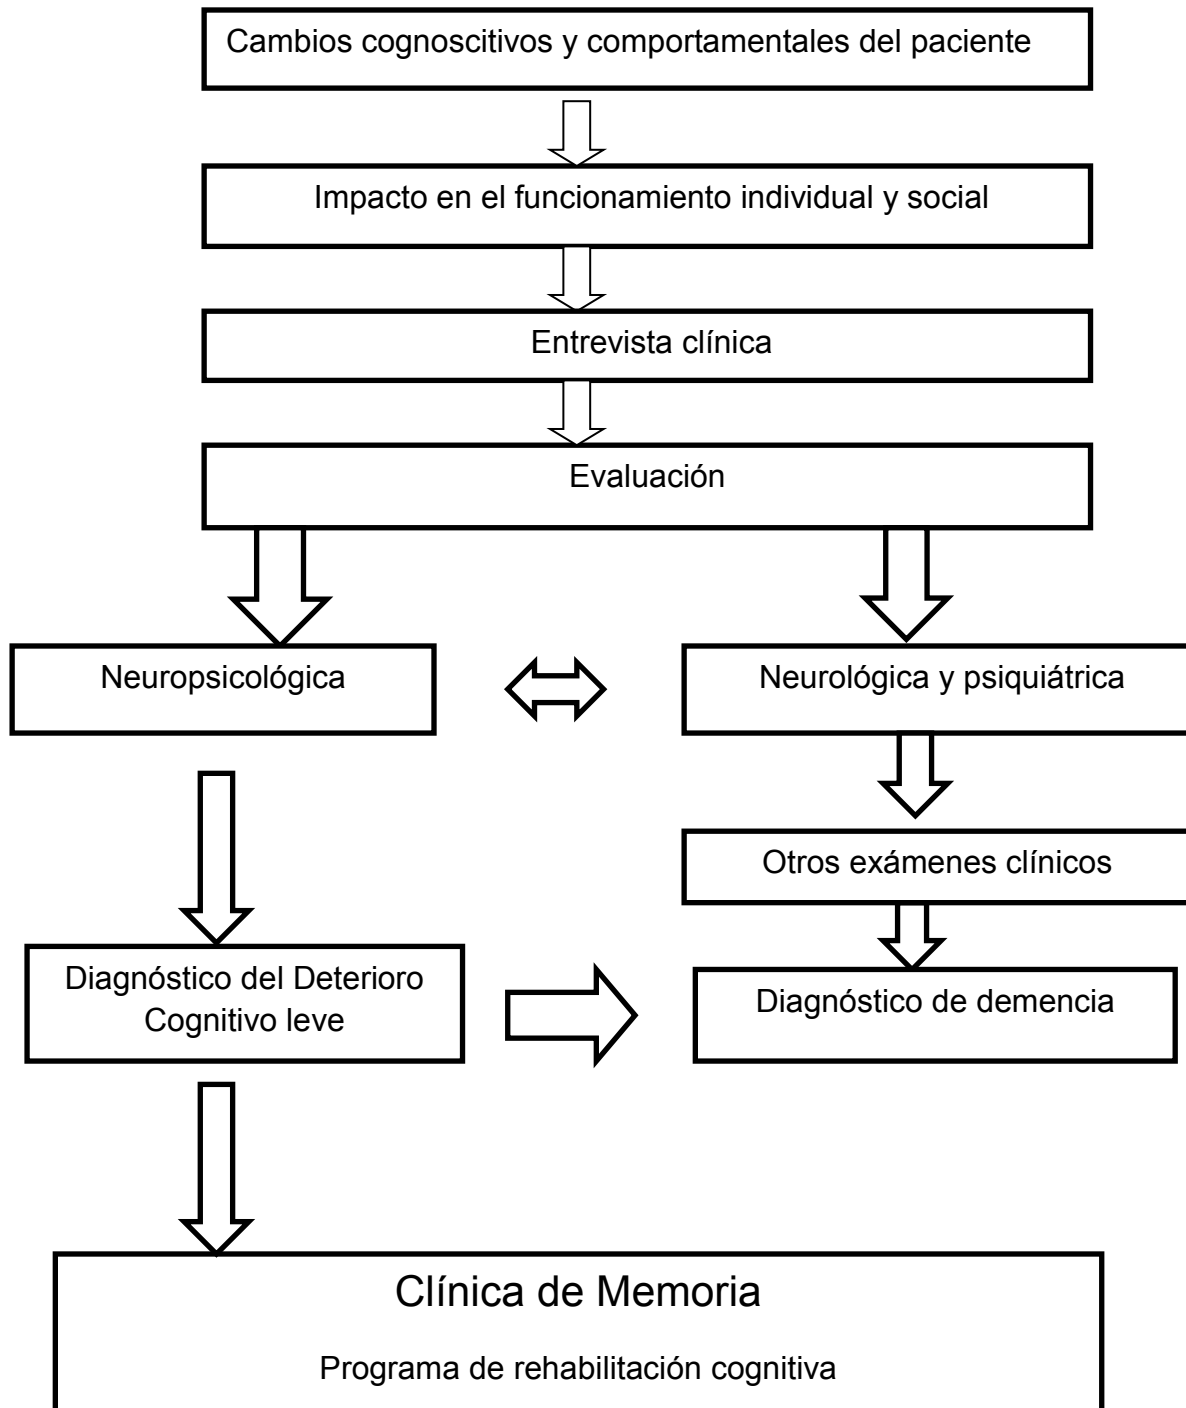 Cambios cognoscitivos y comportamentales del paciente
Impacto en el funcionamiento individual y social
Entrevista clínica
Evaluación
Neuropsicológica
Neurológica y psiquiátrica
Otros exámenes clínicos
Diagnóstico del Deterioro
Cognitivo leve
Diagnóstico de demencia
Clínica de Memoria
Programa de rehabilitación cognitiva